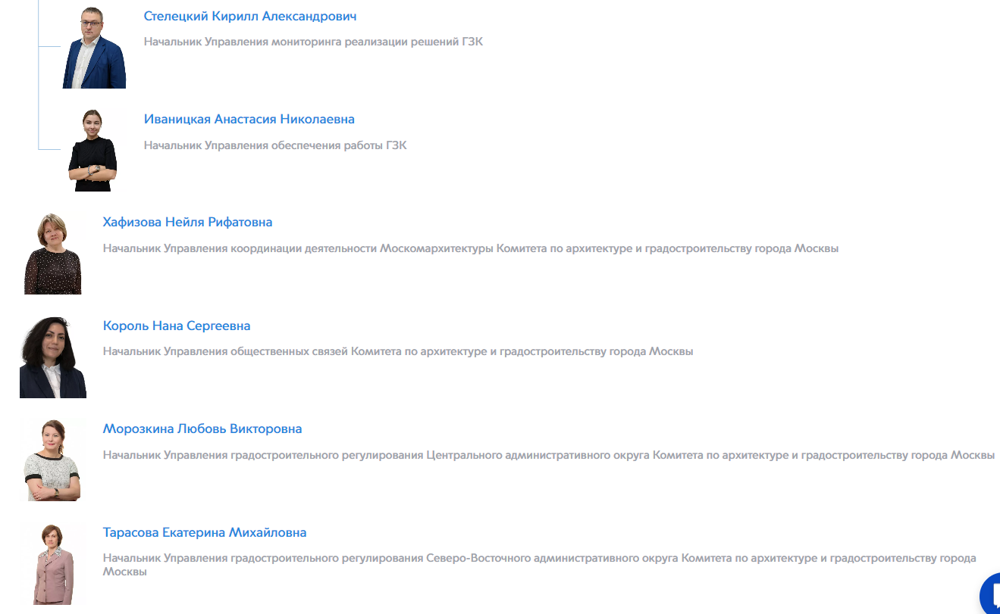 Стелецкий Кирилл Александрович
Начальник Управления мониторинга реализации решений ГЗК
Иваницкая Анастасия Николаевна
Начальник Управления обеспечения работы ГЗК
Хафизова Нейля Рифатовна
Начальник Управления координации деятельности Москомархитектуры Комитета по архитектуре и градостроительству города Москвы
Король Нана Сергеевна
Начальник Управления общественных связей Комитета по архитектуре и градостроительству города Москвы
Морозкина Любовь Викторовна
Начальник Управления градостроительного регулирования Центрального административного округа Комитета по архитектуре и градостроительству города Москвы
Тарасова Екатерина Михайловна
Начальник Управления градостроительного регулирования Северо-Восточного административного округа Комитета по архитектуре и градостроительству города
Москвы